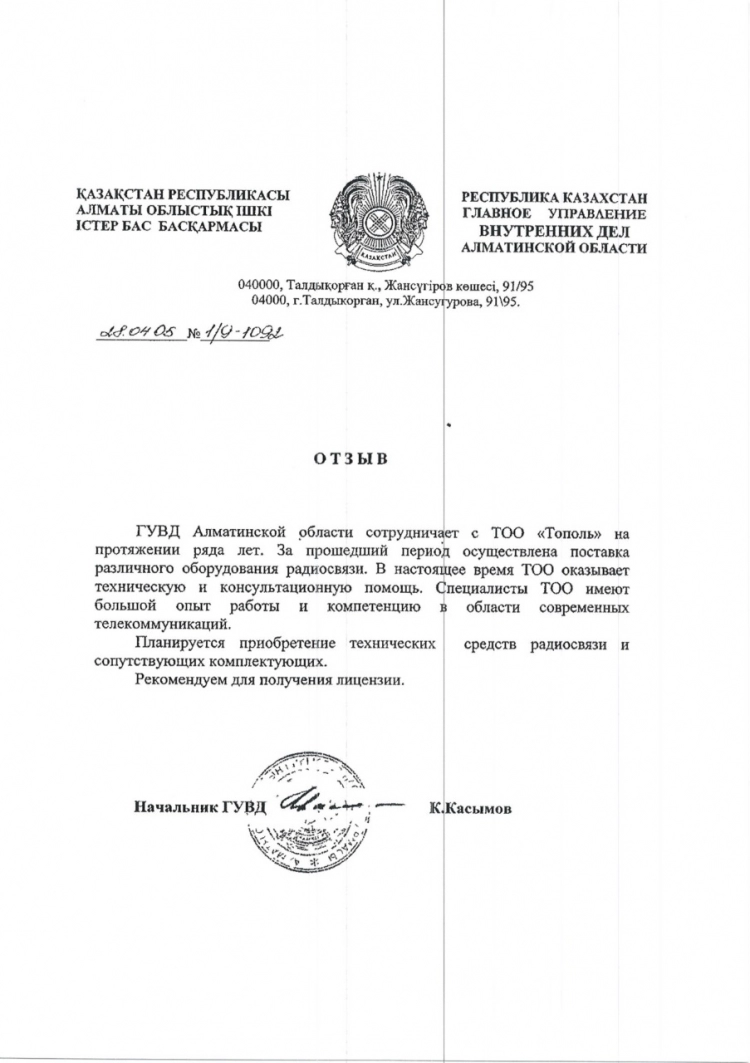 ҚАЗАҚСТАН РЕСПУБЛИКАСЫ
АЛМАТЫ ОБЛЫСТЫҚ ІШКІ
ІСТЕР БАС БАСҚАРМАСЫ
ҚАЗАҚСТАН
РЕСПУБЛИКА КАЗАХСТАН
ГЛАВНОЕ УПРАВЛЕНИЕ
ВНУТРЕННИХ ДЕЛ
АЛМАТИНСКОЙ ОБЛАСТИ
040000, Талдықорған қ., Жансүгіров көшесі, 91/95
04000, г.Талдыкорган, ул.Жансугурова, 91\95.
28.04 05 № 1/9-1092
ОТЗЫВ
ГУВД Алматинской области сотрудничает с ТОО «Тополь» на
протяжении ряда лет. За прошедший период осуществлена поставка
различного оборудования радиосвязи. В настоящее время ТОО оказывает
техническую и консультационную помощь. Специалисты ТОО имеют
большой опыт работы и компетенцию в области современных
телекоммуникаций.
Планируется приобретение технических средств радиосвязи и
сопутствующих комплектующих.
Рекомендуем для получения лицензии.
Начальник ГУВД К.Касымов